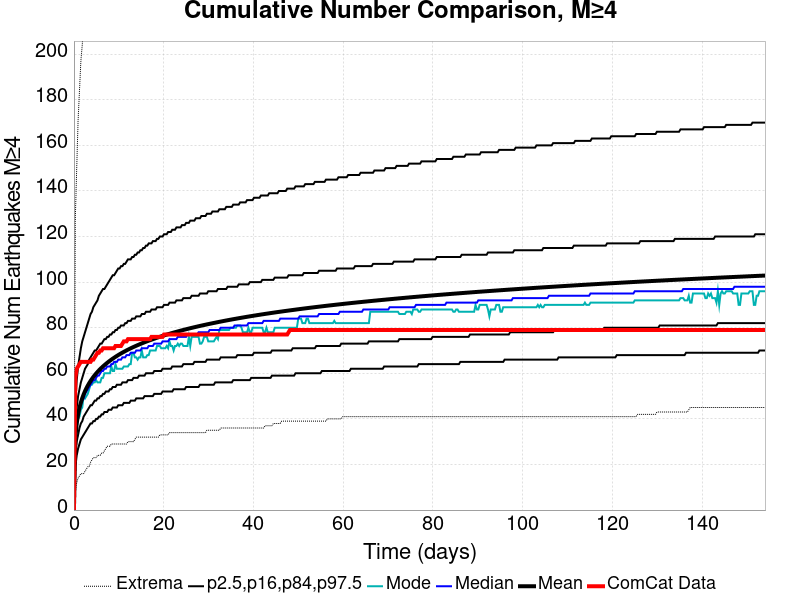 Cumulative Number Comparison, M≥4
Cumulative Num Earthquakes M≥4
200
180
160
140
120
100
80
60
40
20
0
0 20 40 60 80 100 120 140
Time (days)
Extrema p2.5,p16,p84,p97.5 Mode Median Mean ComCat Data